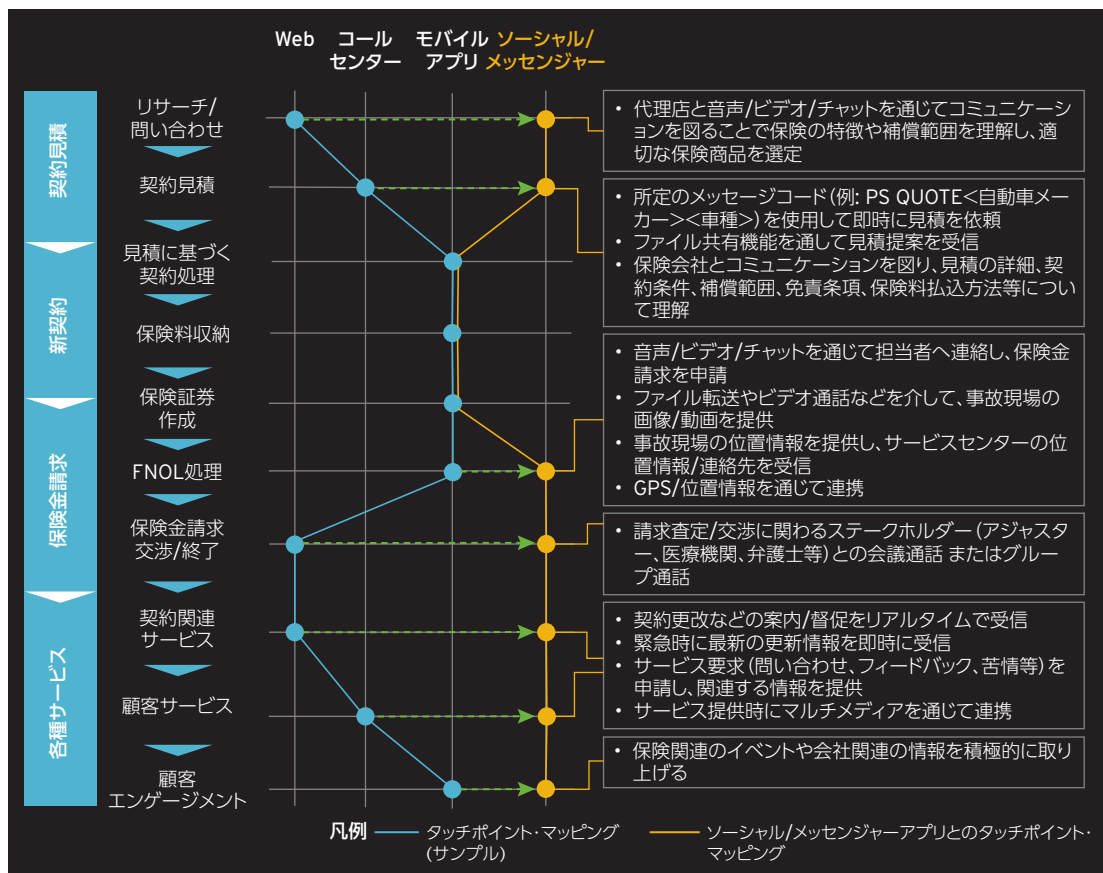 Web
コール
センター
モバイル
アプリ
ソーシャル/
メッセンジャー
契約見積
リサーチ/
問い合わせ
契約見積
新契約
見積に基づく
契約処理
保険料収納
保険証券
作成
保険金請求
FNOL処理
保険金請求
交渉/終了
各種サービス
契約関連
サービス
顧客サービス
顧客
エンゲージメント
• 代理店と音声/ビデオ/チャットを通じてコミュニケーシ
ョンを図ることで保険の特徴や補償範囲を理解し、適
切な保険商品を選定
• 所定のメッセージコード(例: PS QUOTE<自動車メー
カー><車種>)を使用して即時に見積を依頼
• ファイル共有機能を通して見積提案を受信
• 保険会社とコミュニケーションを図り、見積の詳細、契
約条件、補償範囲、免責条項、保険料払込方法等につい
て理解
• 音声/ビデオ/チャットを通じて担当者へ連絡し、保険金
請求を申請
• ファイル転送やビデオ通話などを介して、事故現場の
画像/動画を提供
• 事故現場の位置情報を提供し、サービスセンターの位
置情報/連絡先を受信
• GPS/位置情報を通じて連携
• 請求査定/交渉に関わるステークホルダー(アジャスタ
ー、医療機関、弁護士等)との会議通話 またはグルー
プ通話
• 契約更改などの案内/督促をリアルタイムで受信
• 緊急時に最新の更新情報を即時に受信
• サービス要求(問い合わせ、フィードバック、苦情等)を
申請し、関連する情報を提供
• サービス提供時にマルチメディアを通じて連携
• 保険関連のイベントや会社関連の情報を積極的に取り
上げる
凡例
タッチポイント・マッピング
(サンプル)
ソーシャル/メッセンジャーアプリとのタッチポイント・
マッピング